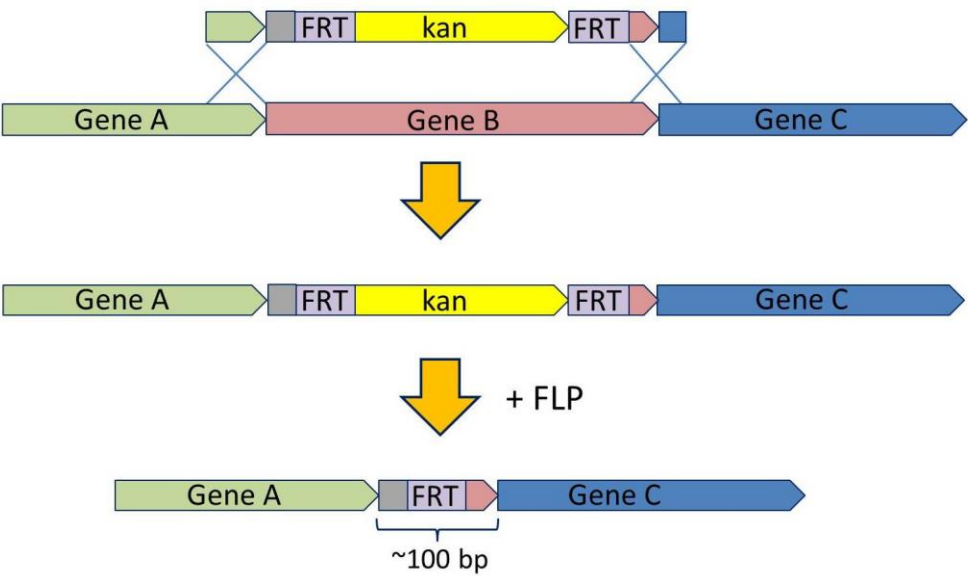 FRT kan FRT
Gene A Gene B Gene C
Gene A FRT kan FRT Gene C
+ FLP
Gene A FRT Gene C
~100 bp